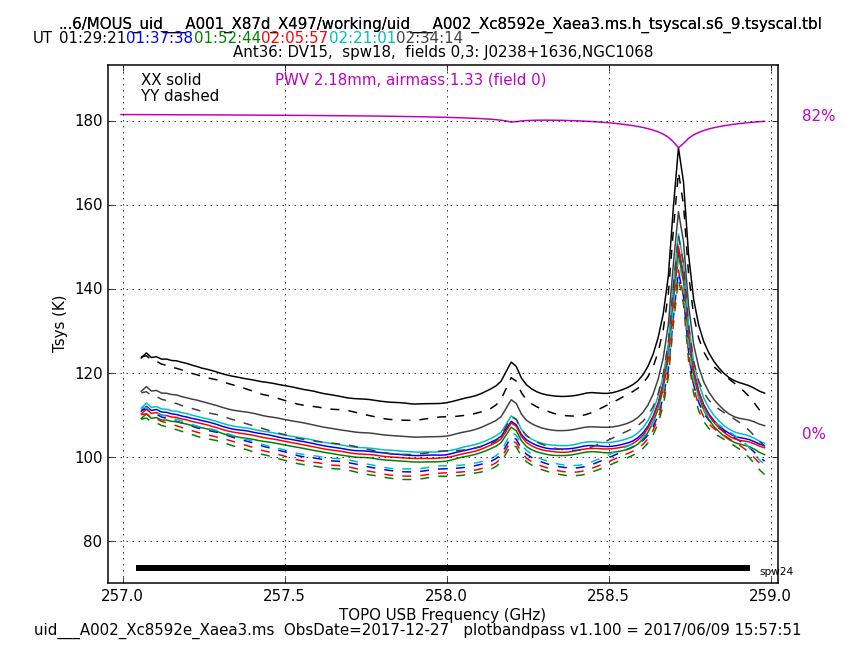 ...6/MOUS_uid___A001_X87d_X497/working/uid___A002_Xc8592e_Xaea3.ms.h_tsyscal.s6_9.tsyscal.tbl
UT 01:29:21 01:37:38 01:52:44 02:05:57 02:21:01 02:34:14
Ant36: DV15, spw18, fields 0,3: J0238+1636,NGC1068
XX solid PWV 2.18mm, airmass 1.33 (field 0)
YY dashed
82%
0%
180
160
140
120
100
80
Tsys (K)
spw24
257.0 257.5 258.0 258.5 259.0
TOPO USB Frequency (GHz)
uid___A002_Xc8592e_Xaea3.ms ObsDate=2017-12-27 plotbandpass v1.100 = 2017/06/09 15:57:51